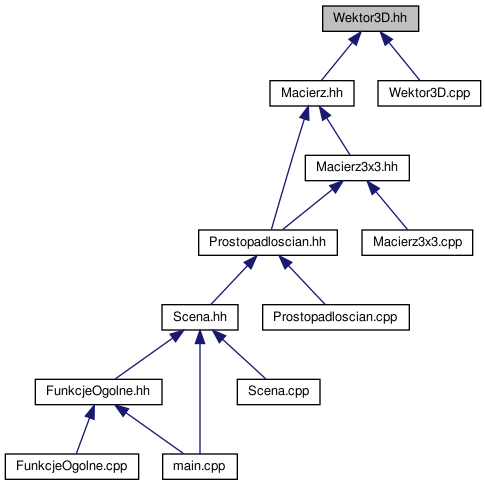 Wektor3D.hh
Macierz.hh
Wektor3D.cpp
Macierz3x3.hh
Prostopadloscian.hh
Macierz3x3.cpp
Scena.hh
Prostopadloscian.cpp
FunkcjeOgolne.hh
Scena.cpp
FunkcjeOgolne.cpp
main.cpp